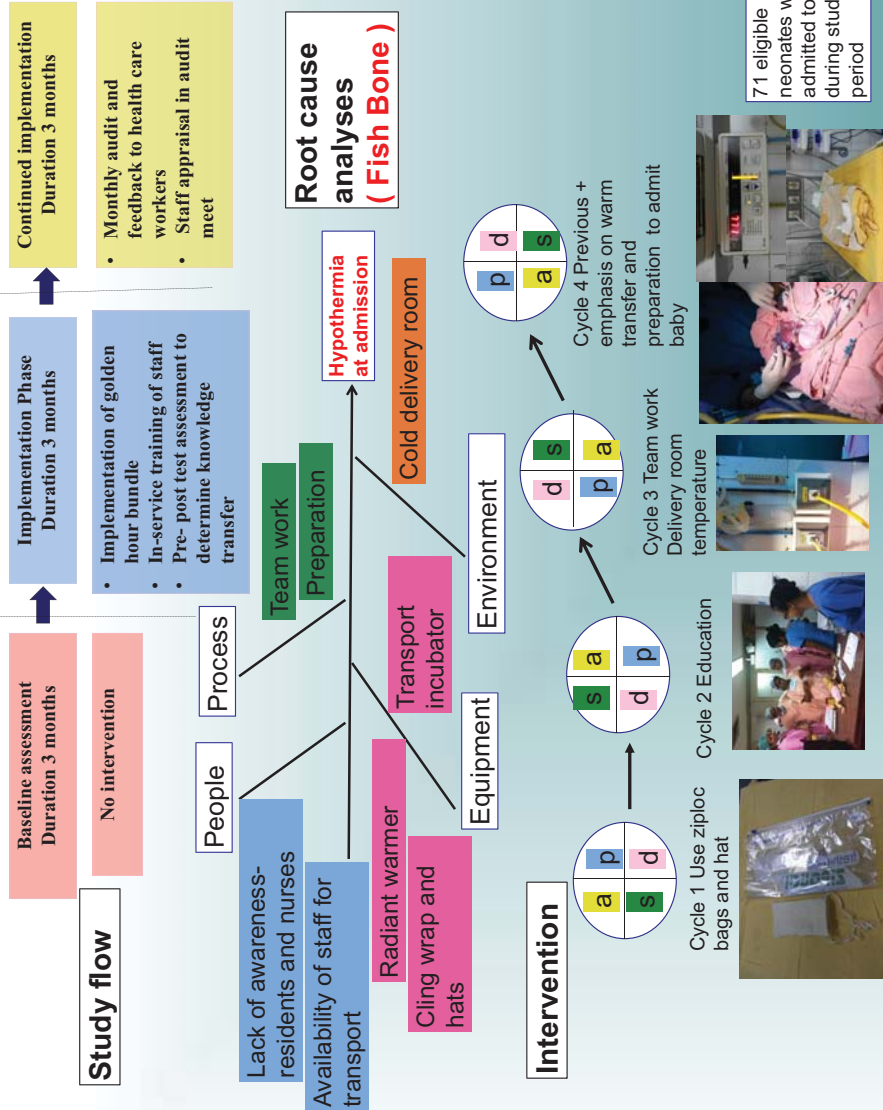 Study flow
Baseline assessment
Duration 3 months
No intervention
Implementation Phase
Duration 3 months
• Implementation of golden
hour bundle
• In-service training of staff
• Pre- post test assessment to
determine knowledge
transfer
Continued implementation
Duration 3 months
• Monthly audit and
feedback to health care
workers
• Staff appraisal in audit
meet
Root cause
analyses
( Fish Bone )
People
Process
Lack of awareness-
residents and nurses
Availability of staff for
transport
Team work
Preparation
Hypothermia
at admission
Radiant warmer
Cling wrap and
hats
Transport
incubator
Cold delivery room
Equipment
Environment
Intervention
a
p
s
d
Cycle 1 Use ziploc
bags and hat
s
a
d
p
Cycle 2 Education
d
s
p
a
Cycle 3 Team work
Delivery room
temperature
p
d
a
s
Cycle 4 Previous +
emphasis on warm
transfer and
preparation to admit
baby
71 eligible
neonates
admitted to
during
period